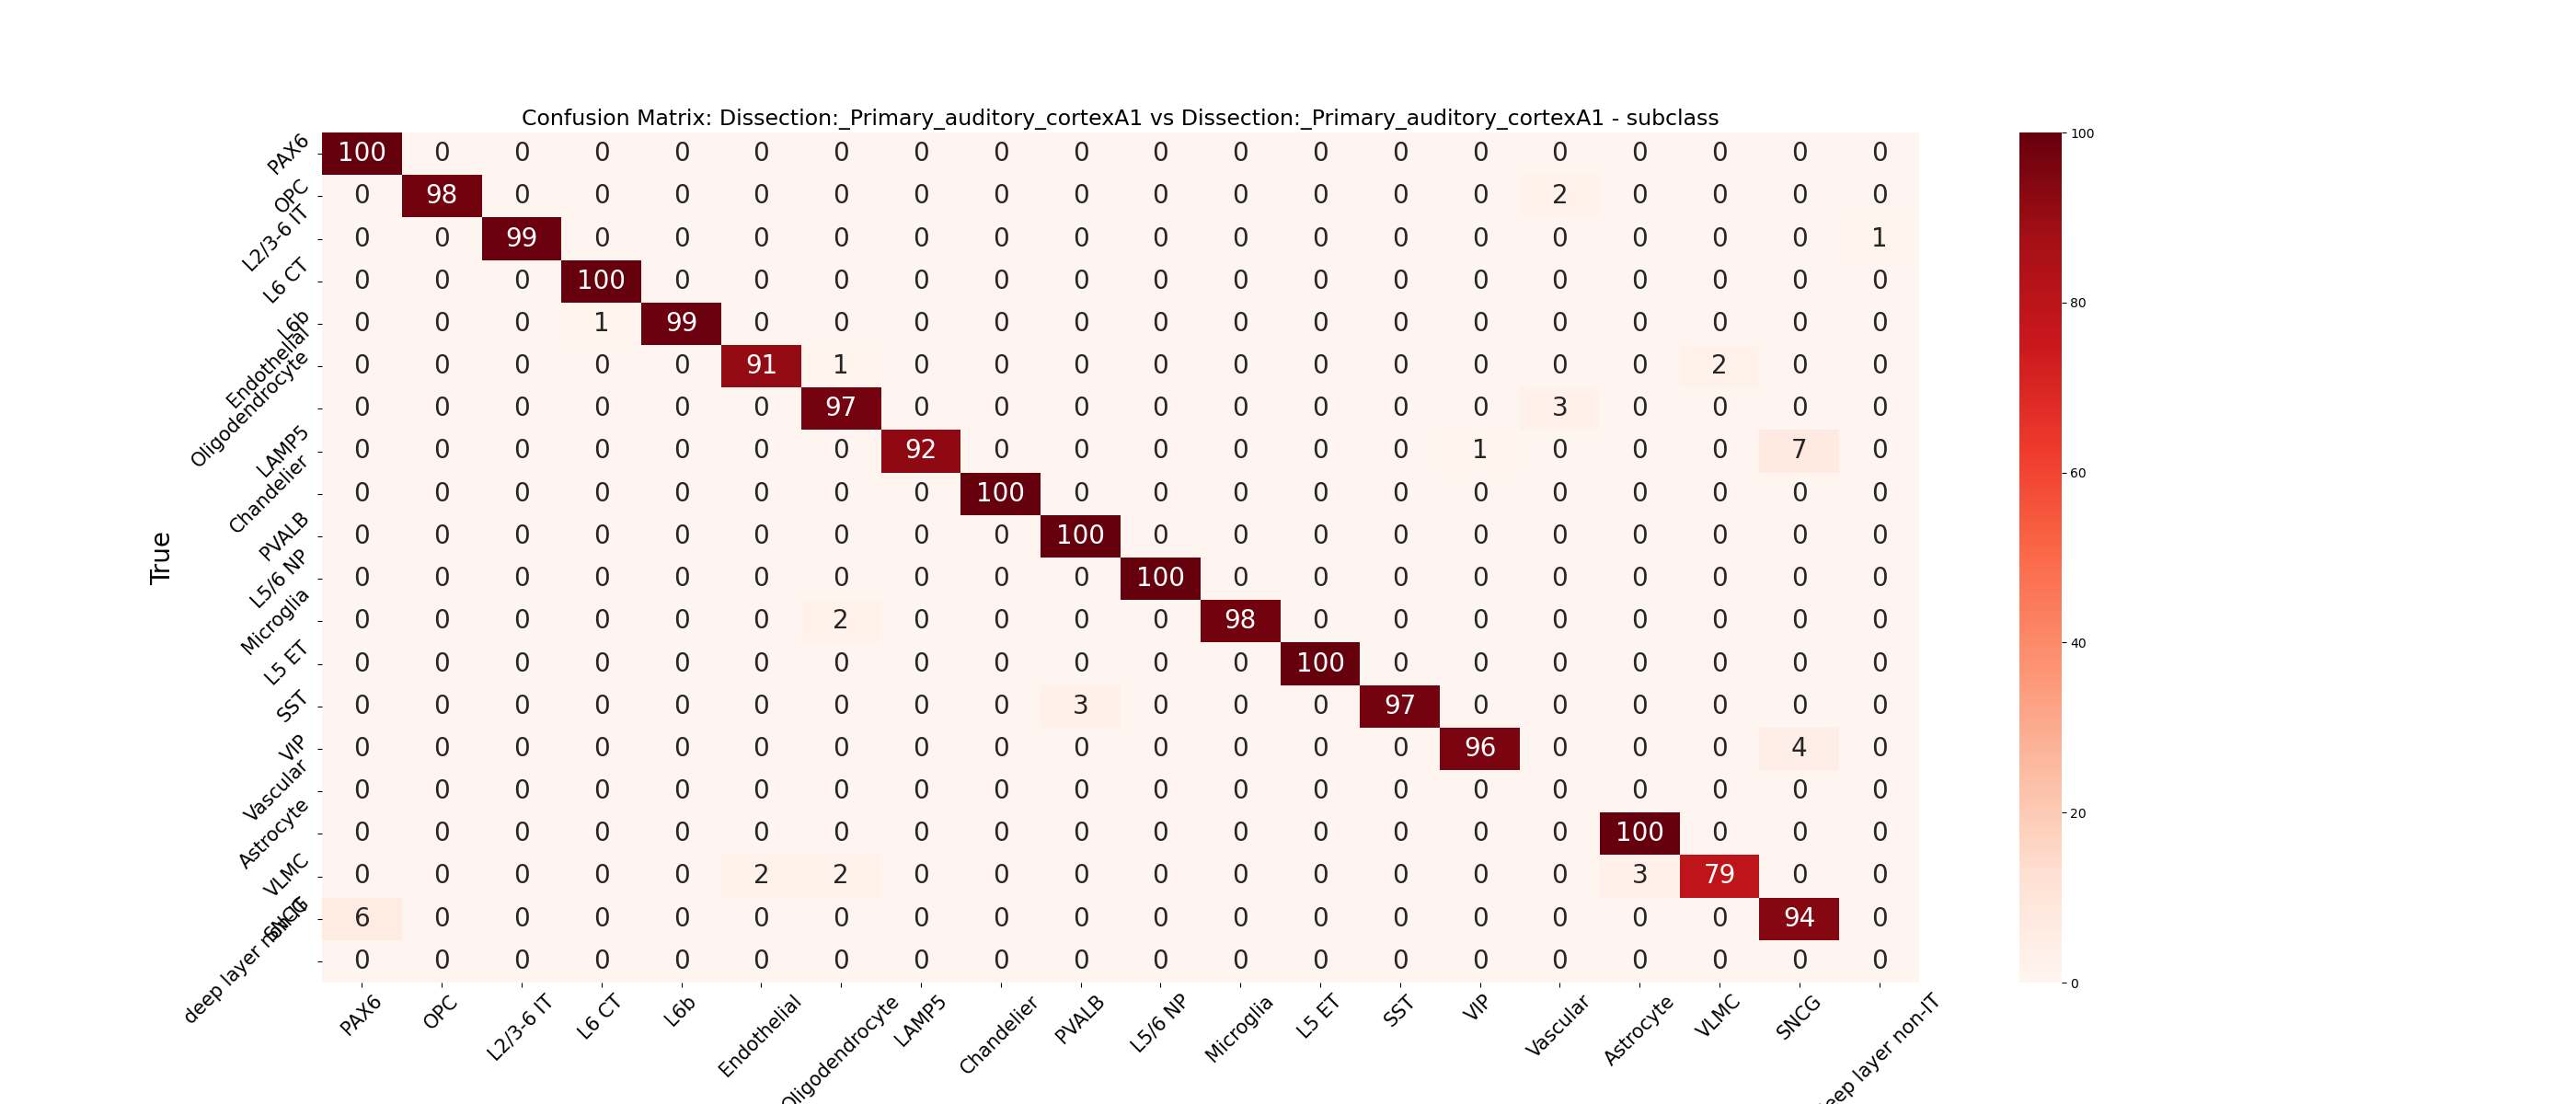 Confusion Matrix: Dissection:_Primary_auditory_cortexA1 vs Dissection:_Primary_auditory_cortexA1 - subclass
PAX6 100 0 0 0 0 0 0 0 0 0 0 0 0 0 0 0 0 0 0 0
OPC 0 98 0 0 0 0 0 0 0 0 0 0 0 0 0 2 0 0 0 0
L2/3-6 IT 0 0 99 0 0 0 0 0 0 0 0 0 0 0 0 0 0 0 0 1
L6 CT 0 0 0 100 0 0 0 0 0 0 0 0 0 0 0 0 0 0 0 0
L6b 0 0 0 1 99 0 0 0 0 0 0 0 0 0 0 0 0 0 0 0
Endothelial 0 0 0 0 0 91 1 0 0 0 0 0 0 0 0 0 0 2 0 0
Oligodendrocyte 0 0 0 0 0 0 97 0 0 0 0 0 0 0 0 3 0 0 0 0
LAMP5 0 0 0 0 0 0 0 92 0 0 0 0 0 0 1 0 0 0 7 0
Chandelier 0 0 0 0 0 0 0 0 100 0 0 0 0 0 0 0 0 0 0 0
PVALB 0 0 0 0 0 0 0 0 0 100 0 0 0 0 0 0 0 0 0 0
L5/6 NP 0 0 0 0 0 0 0 0 0 0 100 0 0 0 0 0 0 0 0 0
Microglia 0 0 0 0 0 0 2 0 0 0 0 98 0 0 0 0 0 0 0 0
L5 ET 0 0 0 0 0 0 0 0 0 0 0 0 100 0 0 0 0 0 0 0
SST 0 0 0 0 0 0 0 0 0 3 0 0 0 97 0 0 0 0 0 0
VIP 0 0 0 0 0 0 0 0 0 0 0 0 0 0 96 0 0 0 4 0
Vascular 0 0 0 0 0 0 0 0 0 0 0 0 0 0 0 0 0 0 0 0
Astrocyte 0 0 0 0 0 0 0 0 0 0 0 0 0 0 0 0 100 0 0 0
VLMC 0 0 0 0 0 2 2 0 0 0 0 0 0 0 0 0 3 79 0 0
SNCG 6 0 0 0 0 0 0 0 0 0 0 0 0 0 0 0 0 0 94 0
deep layer non-IT 0 0 0 0 0 0 0 0 0 0 0 0 0 0 0 0 0 0 0 0
True
PAX6 OPC L2/3-6 IT L6 CT L6b Endothelial Oligodendrocyte LAMP5 Chandelier PVALB L5/6 NP Microglia L5 ET SST VIP Vascular Astrocyte VLMC SNCG eep layer non-IT
100
80
60
40
20
0